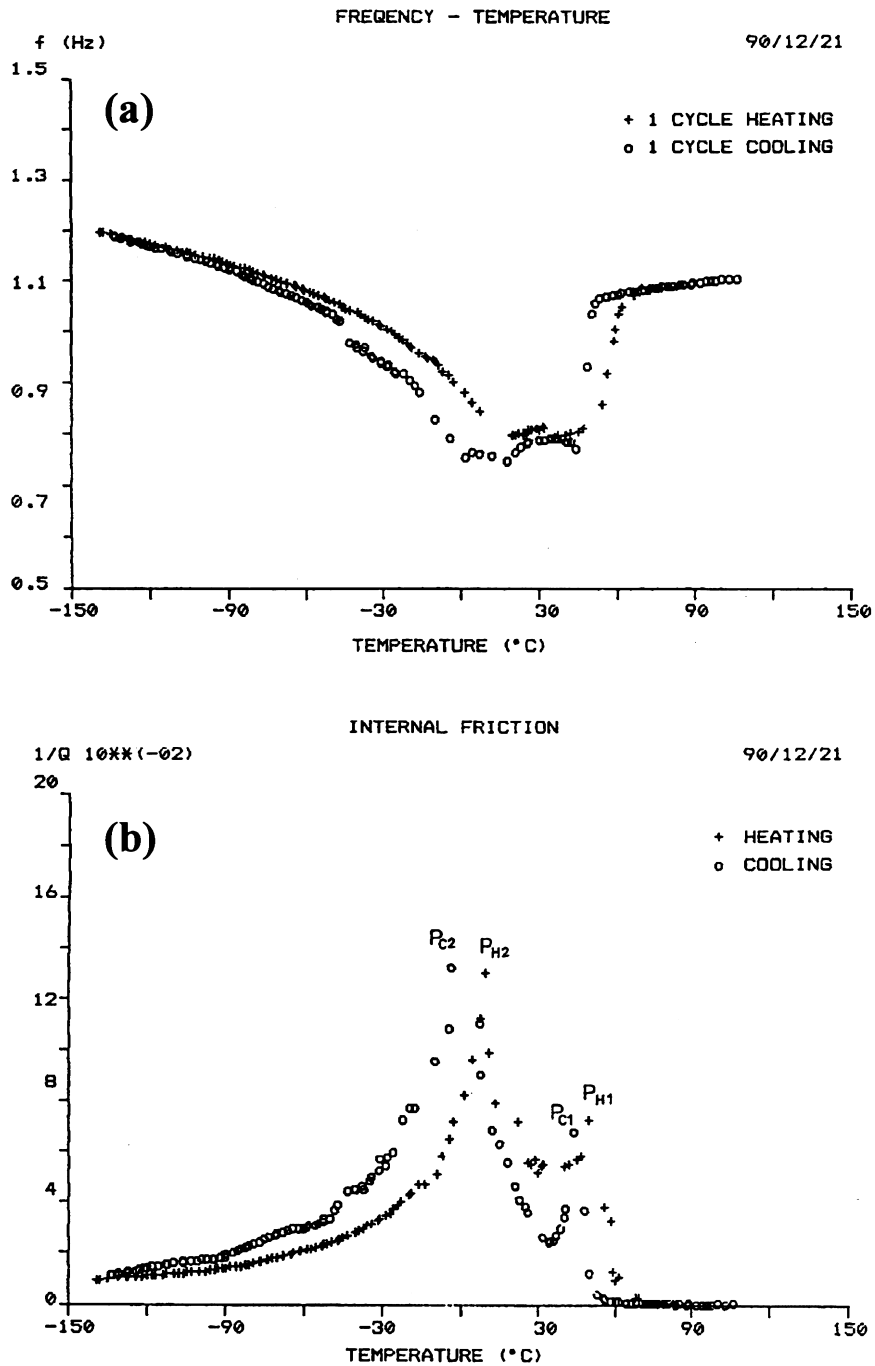 FREQENCY - TEMPERATURE
f (Hz)
90/12/21
1.5
(a)
+ 1 CYCLE HEATING
o 1 CYCLE COOLING
1.3
1.1
0.9
0.7
0.5
-150 -90 -30 30 90 150
TEMPERATURE (°C)
INTERNAL FRICTION
1/Q 10**(-02)
90/12/21
20
(b)
+ HEATING
o COOLING
16
PC2 PH2
12
8
PC1 PH1
4
0
-150 -90 -30 30 90 150
TEMPERATURE (°C)